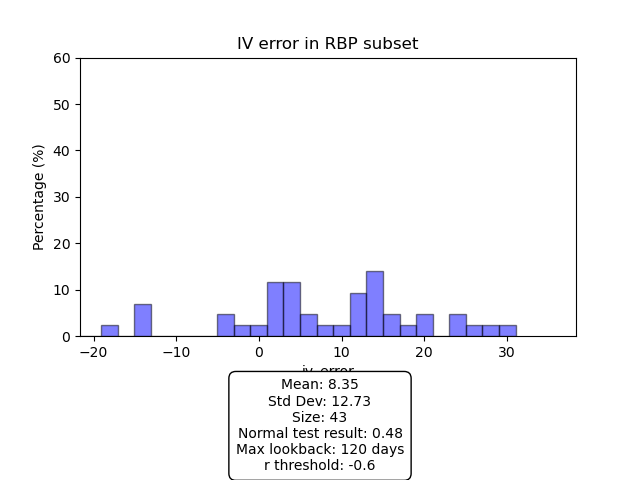 IV error in RBP subset
60
50
40
30
20
10
0
Percentage (%)
−20 −10 0 10 20 30
iv_error
Mean: 8.35
Std Dev: 12.73
Size: 43
Normal test result: 0.48
Max lookback: 120 days
r threshold: -0.6